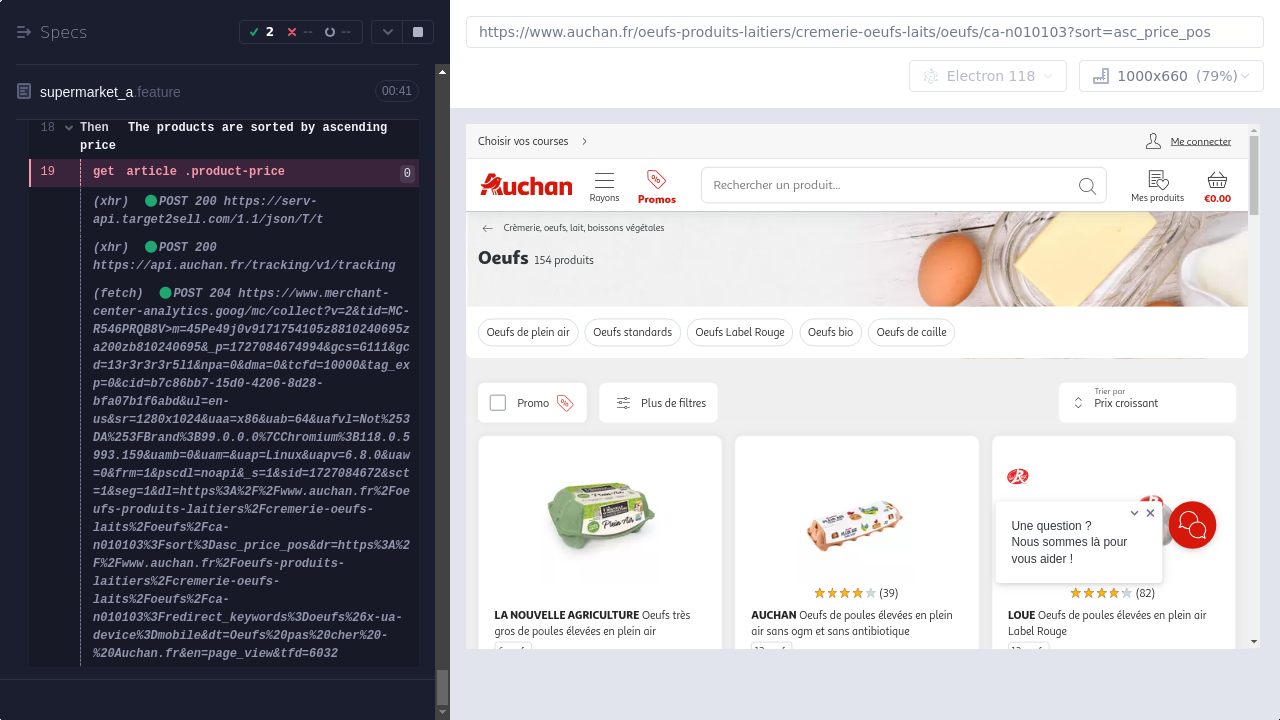 Specs
2
--
--
https://www.auchan.fr/oeufs-produits-laitiers/cremerie-oeufs-laits/oeufs/ca-n010103?sort=asc_price_pos
Electron 118
1000x660 (79%)
supermarket_a.feature
00:41
18 Then The products are sorted by ascending
price
19 get article .product-price 0
(xhr) POST 200 https://serv-
api.target2sell.com/1.1/json/T/t
(xhr) POST 200
https://api.auchan.fr/tracking/v1/tracking
(fetch) POST 204 https://www.merchant-
center-analytics.goog/mc/collect?v=2&tid=MC-
R546PRQB8V>m=45Pe49j0v9171754105z8810240695z
a200zb810240695&_p=1727084674994&gcs=G111&gc
d=13r3r3r3r5l1&npa=0&dma=0&tcfd=10000&tag_ex
p=0&cid=b7c86bb7-15d0-4206-8d28-
bfa07b1f6abd&ul=en-
us&sr=1280x1024&uaa=x86&uab=64&uafvl=Not%253
DA%253FBrand%3B99.0.0.0%7CChromium%3B118.0.5
993.159&uamb=0&uam=&uap=Linux&uapv=6.8.0&uaw
=0&frm=1&pscdl=noapi&_s=1&sid=1727084672&sct
=1&seg=1&dl=https%3A%2F%2Fwww.auchan.fr%2Foe
ufs-produits-laitiers%2Fcremerie-oeufs-
laits%2Foeufs%2Fca-
n010103%3Fsort%3Dasc_price_pos&dr=https%3A%2
F%2Fwww.auchan.fr%2Foeufs-produits-
laitiers%2Fcremerie-oeufs-
laits%2Foeufs%2Fca-
n010103%3Fredirect_keywords%3Doeufs%26x-ua-
device%3Dmobile&dt=Oeufs%20pas%20cher%20-
%20Auchan.fr&en=page_view&tfd=6032
Choisir vos courses
Me connecter
Auchan
Rayons
Promos
Rechercher un produit...
Mes produits
€0.00
Crèmerie, oeufs, lait, boissons végétales
Oeufs 154 produits
Oeufs de plein air
Oeufs standards
Oeufs Label Rouge
Oeufs bio
Oeufs de caille
Promo
Plus de filtres
Trier par
Prix croissant
Plein Air
Une question ?
Nous sommes là pour
vous aider !
(39)
(82)
LA NOUVELLE AGRICULTURE Oeufs très
gros de poules élevées en plein air
AUCHAN Oeufs de poules élevées en plein
air sans ogm et sans antibiotique
LOUE Oeufs de poules élevées en plein air
Label Rouge